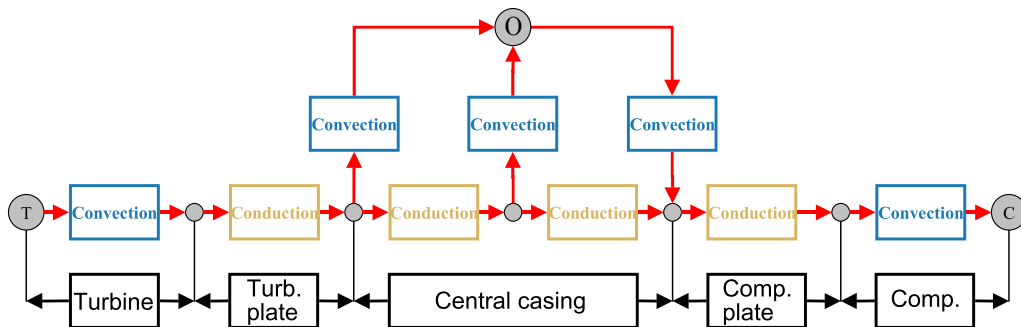 O
Convection
Convection
Convection
T
Convection
Conduction
Conduction
Conduction
Conduction
Convection
C
Turbine
Turb.
plate
Central casing
Comp.
plate
Comp.